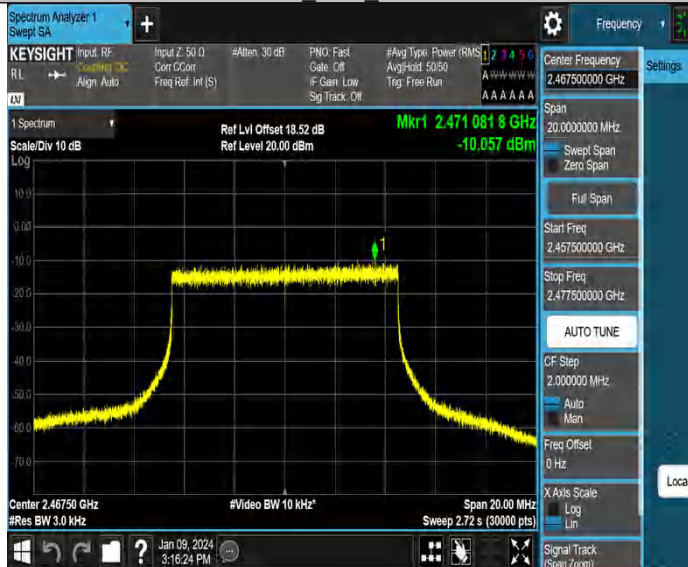 Spectrum Analyzer 1
Swept SA
+
Frequency
KEYSIGHT
RL
LXI
Input: RF
Coupling: DC
Align: Auto
Input Z: 50 Ω
Corr CCorr
Freq Ref: Int (S)
#Atten: 30 dB
PNO: Fast
Gate: Off
IF Gain: Low
Sig Track: Off
#Avg Type: Power (RMS
Avg|Hold: 50/50
Trig: Free Run
1 2 3 4 5 6
A W W W W W
A A A A A A
1 Spectrum
Scale/Div 10 dB
Log
Ref Lvl Offset 18.52 dB
Ref Level 20.00 dBm
Mkr1 2.471 081 8 GHz
-10.057 dBm
10.0
0.00
-20.0
-30.0
-40.0
-50.0
-60.0
-70.0
1
Center 2.46750 GHz
#Res BW 3.0 kHz
#Video BW 10 kHz*
Span 20.00 MHz
Sweep 2.72 s (30000 pts)
Jan 09, 2024
3:16:24 PM
?
Center Frequency
2.467500000 GHz
Settings
Span
20.0000000 MHz
Swept Span
Zero Span
Full Span
Start Freq
2.457500000 GHz
Stop Freq
2.477500000 GHz
AUTO TUNE
CF Step
2.000000 MHz
Auto
Man
Freq Offset
0 Hz
X Axis Scale
Log
Lin
Local
Signal Track
(Span Zoom)